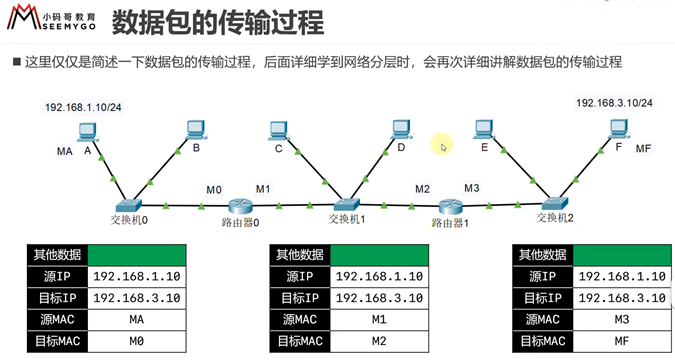 小码哥教育
SEEMYGO
数据包的传输过程
■ 这里仅仅是简述一下数据包的传输过程，后面详细学到网络分层时，会再次详细讲解数据包的传输过程
192.168.1.10/24
192.168.3.10/24
MA A B C D E F MF
M0 M1 M2 M3
交换机0 路由器0 交换机1 路由器1 交换机2
其他数据
源IP 192.168.1.10
目标IP 192.168.3.10
源MAC MA
目标MAC M0
其他数据
源IP 192.168.1.10
目标IP 192.168.3.10
源MAC M1
目标MAC M2
其他数据
源IP 192.168.1.10
目标IP 192.168.3.10
源MAC M3
目标MAC MF